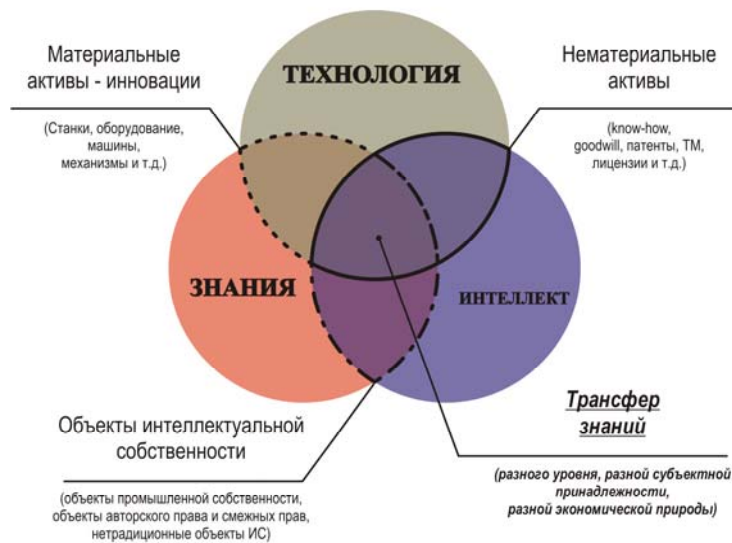 Материальные
активы - инновации
(Станки, оборудование,
машины,
механизмы и т.д.)
ТЕХНОЛОГИЯ
Нематериальные
активы
(know-how,
goodwill, патенты, ТМ,
лицензии и т.д.)
ЗНАНИЯ
ИНТЕЛЛЕКТ
Объекты интеллектуальной
собственности
(объекты промышленной собственности,
объекты авторского права и смежных прав,
нетрадиционные объекты ИС)
Трансфер
знаний
(разного уровня, разной субъектной
принадлежности,
разной экономической природы)